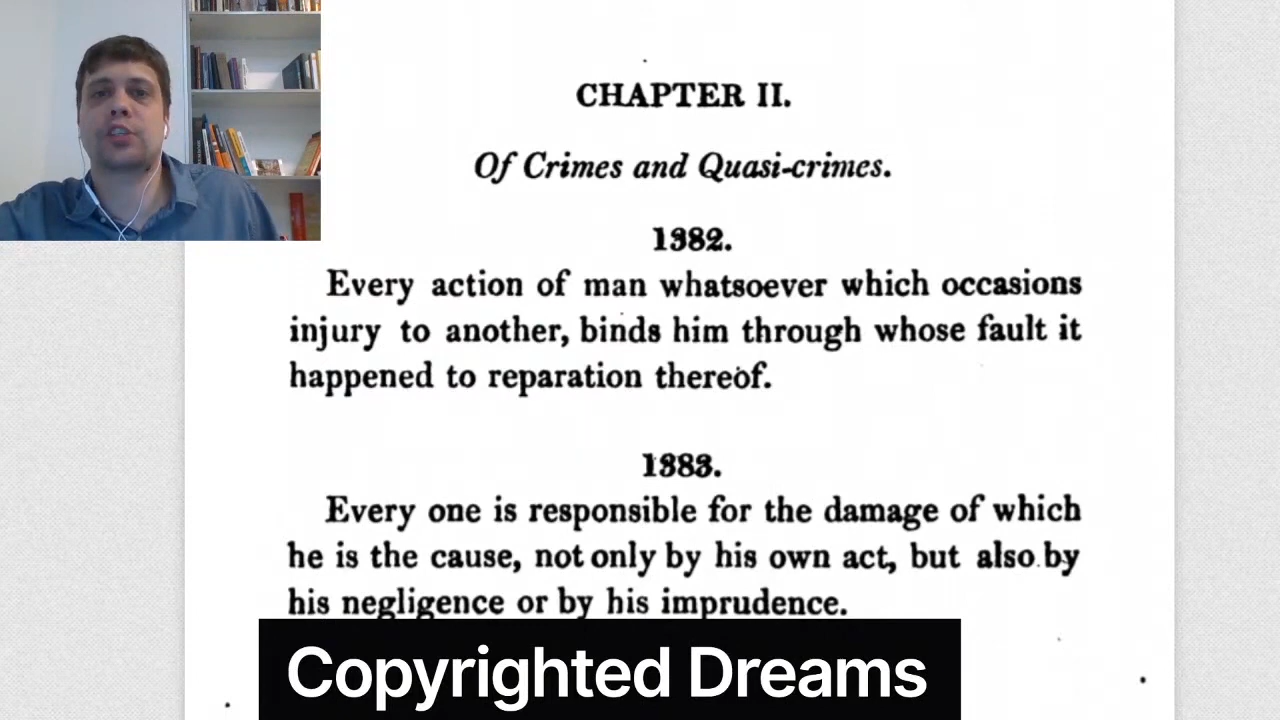 CHAPTER II.
Of Crimes and Quasi-crimes.
1382.
Every action of man whatsoever which occasions
injury to another, binds him through whose fault it
happened to reparation thereof.
1383.
Every one is responsible for the damage of which
he is the cause, not only by his own act, but also by
his negligence or by his imprudence.
Copyrighted Dreams